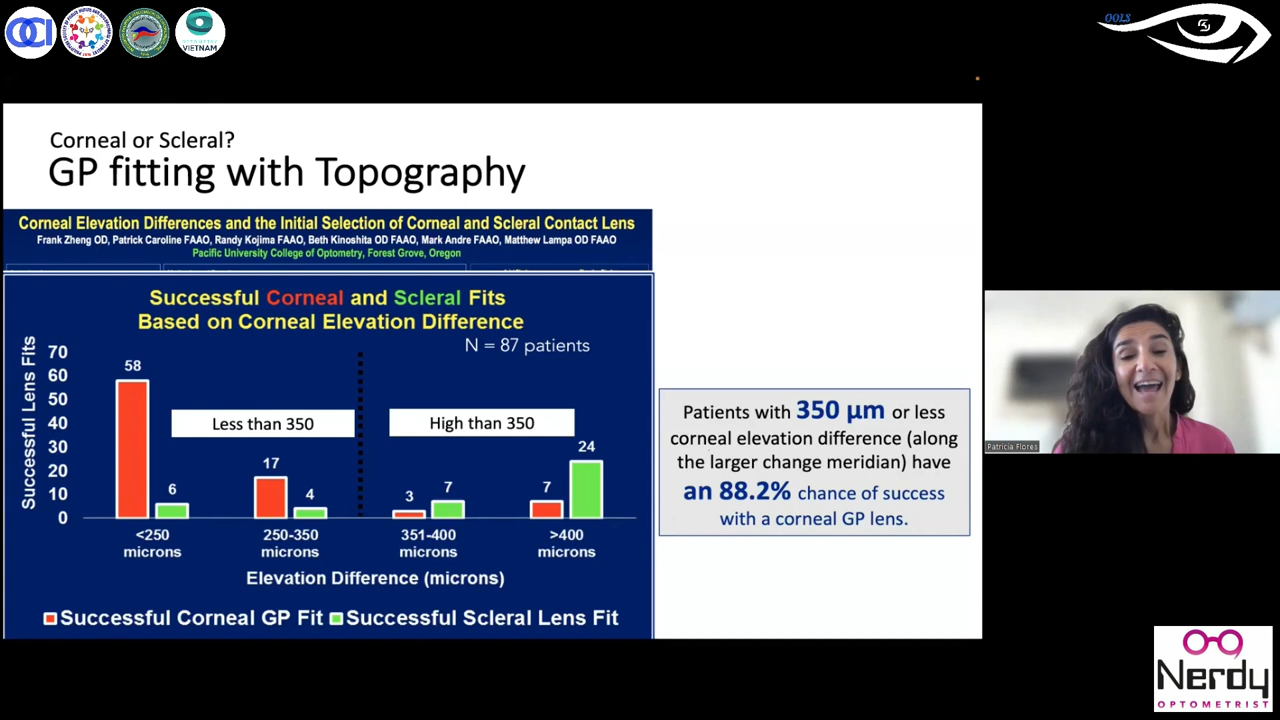 OCI
VIETNAM
OOLS
Corneal or Scleral?
GP fitting with Topography
Corneal Elevation Differences and the Initial Selection of Corneal and Scleral Contact Lens
Frank Zheng OD, Patrick Caroline FAAO, Randy Kojima FAAO, Beth Kinoshita OD FAAO, Mark Andre FAAO, Matthew Lampa OD FAAO
Pacific University College of Optometry, Forest Grove, Oregon
Successful Corneal and Scleral Fits
Based on Corneal Elevation Difference
N = 87 patients
Successful Lens Fits
70
60
50
40
30
20
10
0
58
6
17
4
3
7
7
24
Less than 350
High than 350
<250
microns
250-350
microns
351-400
microns
>400
microns
Elevation Difference (microns)
Successful Corneal GP Fit
Successful Scleral Lens Fit
Patients with 350 µm or less
corneal elevation difference (along
the larger change meridian) have
an 88.2% chance of success
with a corneal GP lens.
Patricia Flores
Nerdy
OPTOMETRIST